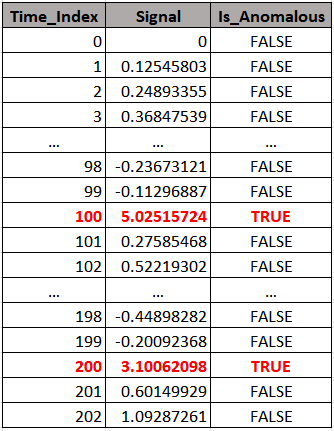 Time_Index Signal Is_Anomalous
0 0 FALSE
1 0.12545803 FALSE
2 0.24893355 FALSE
3 0.36847539 FALSE
... ... ...
98 -0.23673121 FALSE
99 -0.11296887 FALSE
100 5.02515724 TRUE
101 0.27585468 FALSE
102 0.52219302 FALSE
... ... ...
198 -0.44898282 FALSE
199 -0.20092368 FALSE
200 3.10062098 TRUE
201 0.60149929 FALSE
202 1.09287261 FALSE